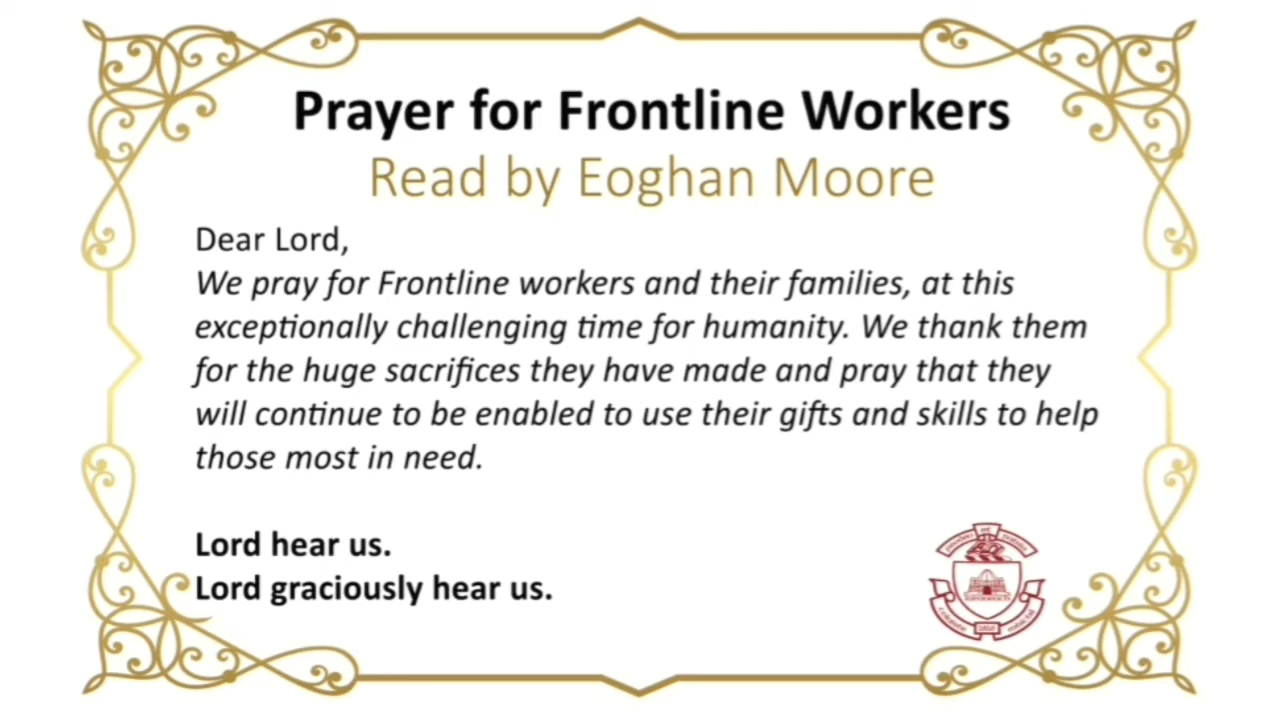 Prayer for Frontline Workers
Read by Eoghan Moore
Dear Lord,
We pray for Frontline workers and their families, at this
exceptionally challenging time for humanity. We thank them
for the huge sacrifices they have made and pray that they
will continue to be enabled to use their gifts and skills to help
those most in need.
Lord hear us.
Lord graciously hear us.